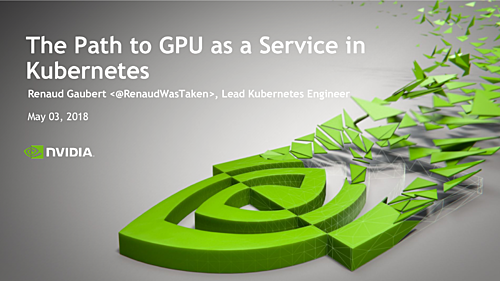 The Path to GPU as a Service in
Kubernetes
Renaud Gaubert <@RenaudWasTaken>, Lead Kubernetes Engineer
May 03, 2018
NVIDIA.